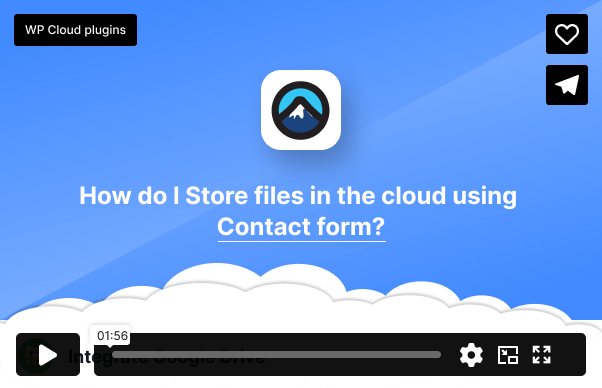 WP Cloud plugins
How do I Store files in the cloud using
Contact form?
01:56
Integrate Google Drive